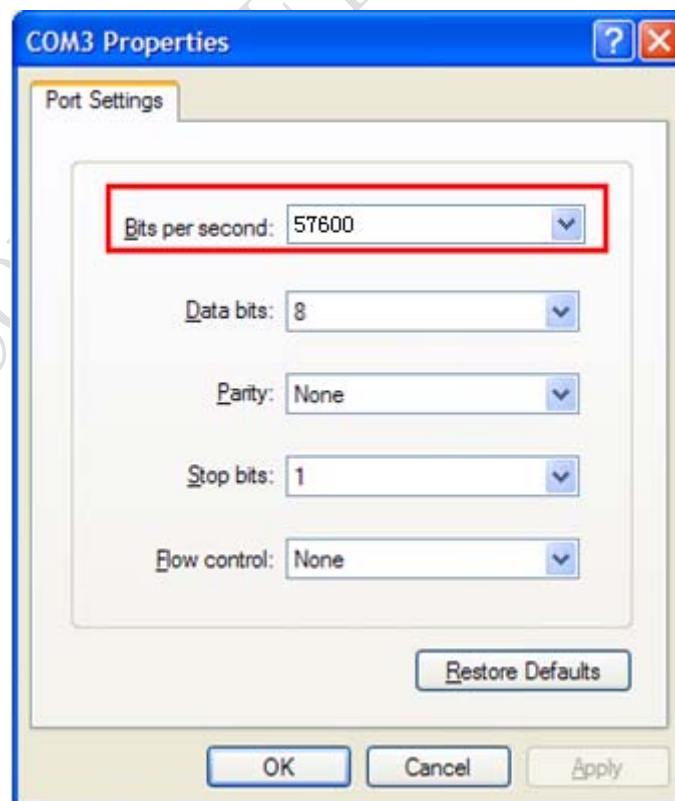 COM3 Properties
Port Settings
Bits per second: 57600
Data bits: 8
Parity: None
Stop bits: 1
Flow control: None
Restore Defaults
OK Cancel Apply